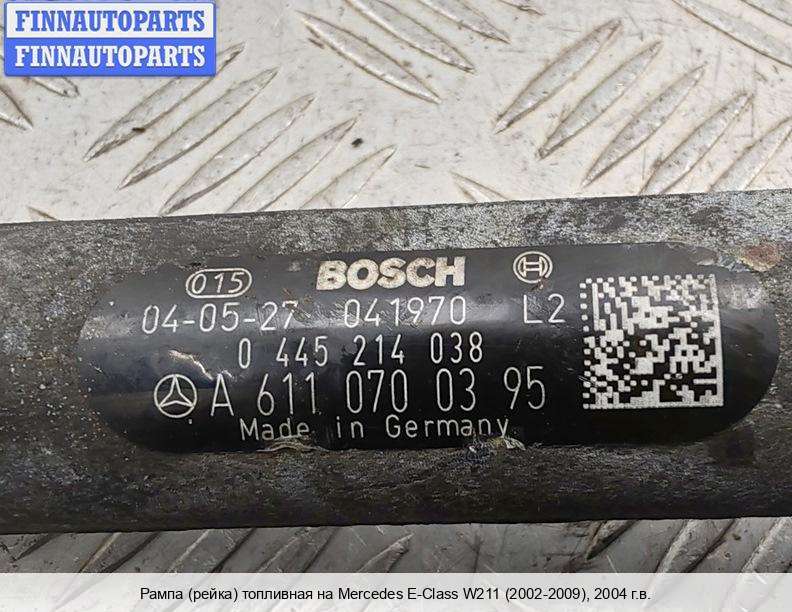 FINNAUTOPARTS
FINNAUTOPARTS
015 BOSCH
04-05-27 041970 L2
0 445 214 038
A 611 070 03 95
Made in Germany
Рампа (рейка) топливная на Mercedes E-Class W211 (2002-2009), 2004 г.в.